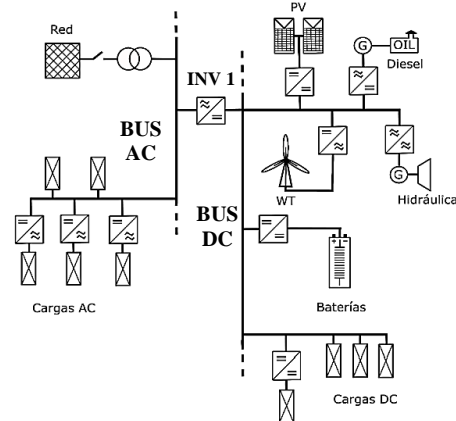 PV
Red
G
OIL
Diesel
INV 1
BUS
AC
WT
G
Hidráulica
BUS
DC
Baterías
Cargas AC
Cargas DC